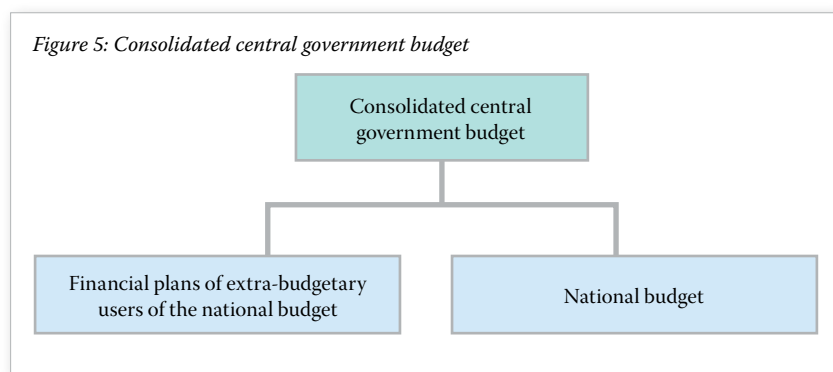 Figure 5: Consolidated central government budget
Consolidated central
government budget
Financial plans of extra-budgetary
users of the national budget
National budget